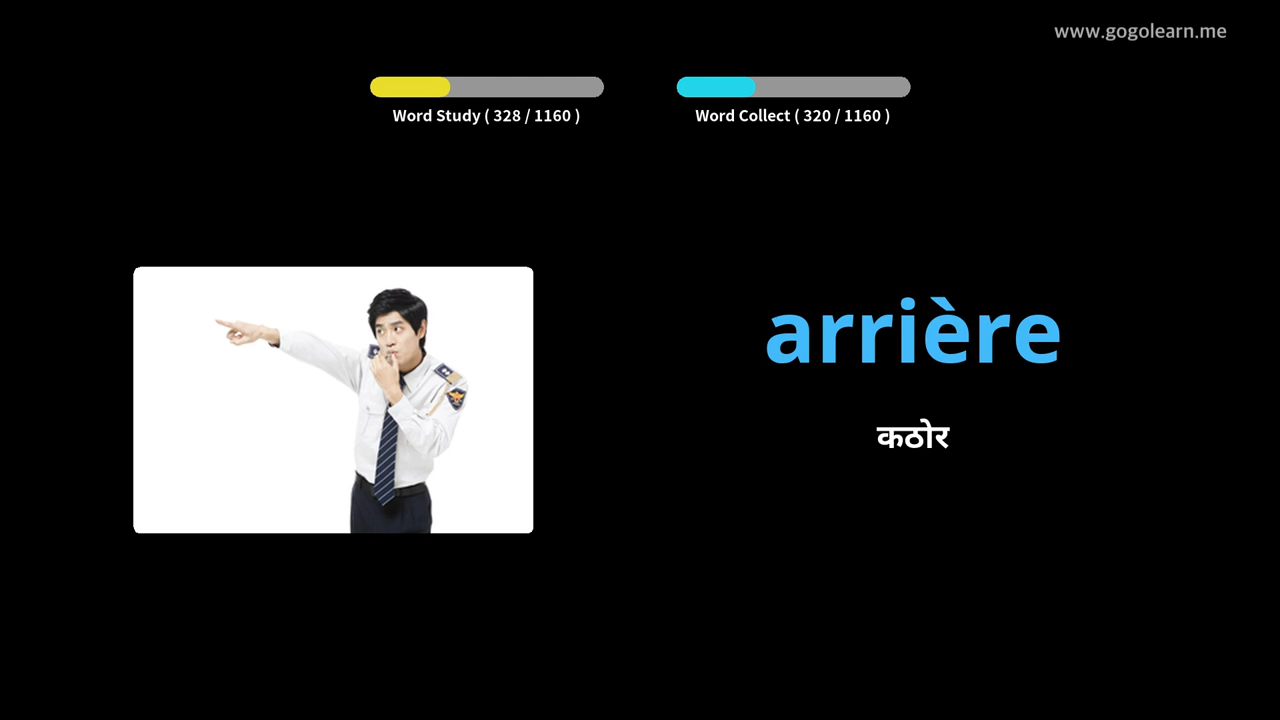 www.gogolearn.me
Word Study ( 328 / 1160 )
Word Collect ( 320 / 1160 )
arrière
कठोर